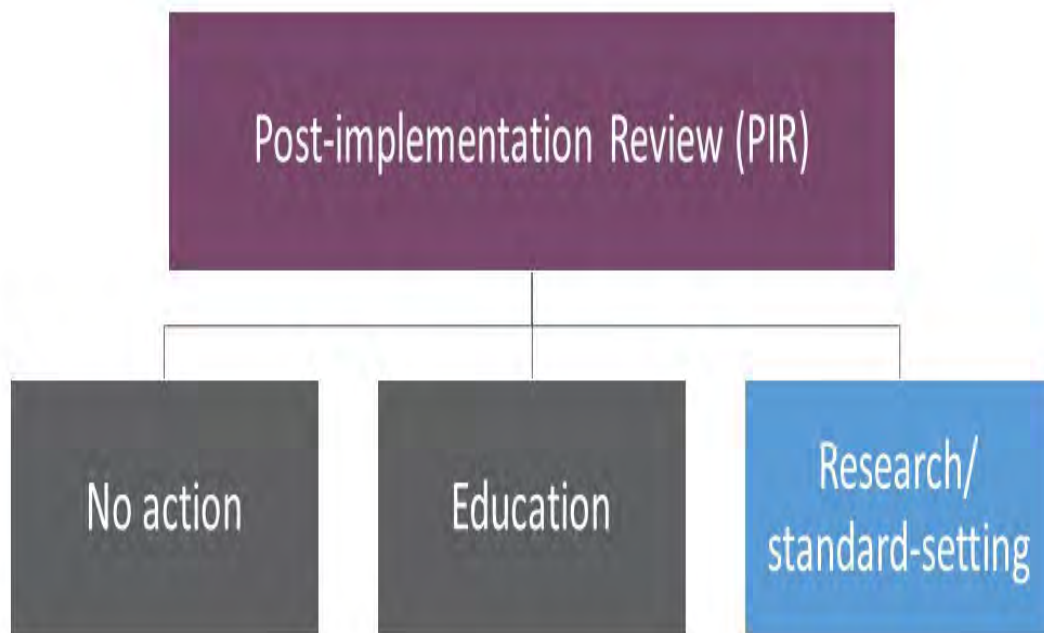 Post-implementation Review (PIR)
No action
Education
Research/
standard-setting